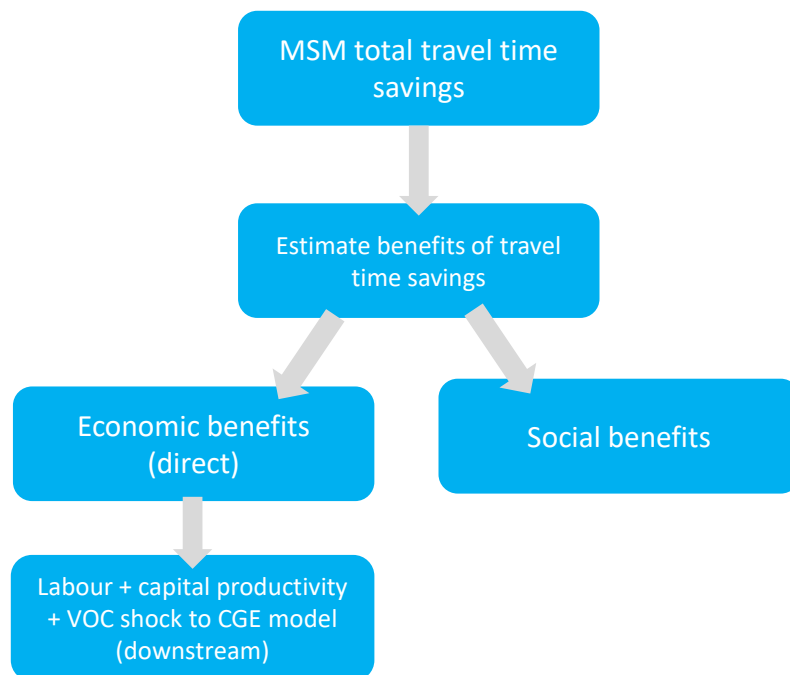 MSM total travel time
savings
Estimate benefits of travel
time savings
Economic benefits
(direct)
Social benefits
Labour + capital productivity
+ VOC shock to CGE model
(downstream)